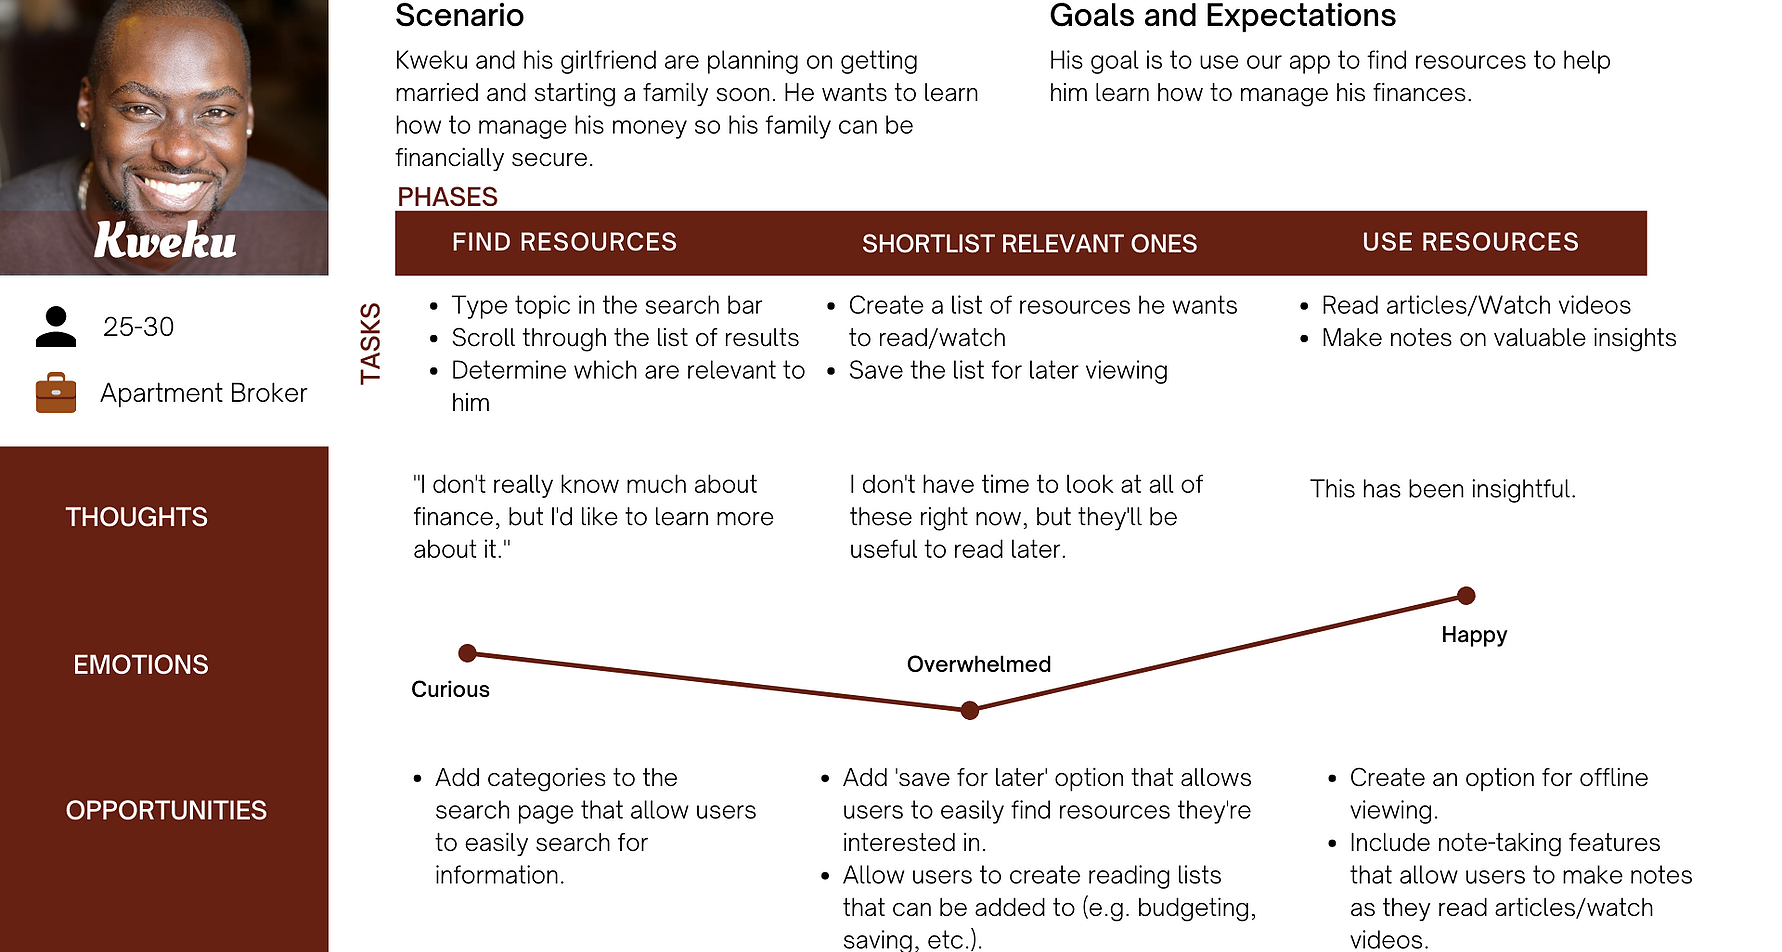 Scenario
Kweku and his girlfriend are planning on getting
married and starting a family soon. He wants to learn
how to manage his money so his family can be
financially secure.
Goals and Expectations
His goal is to use our app to find resources to help
him learn how to manage his finances.
Kweku
25-30
Apartment Broker
PHASES
FIND RESOURCES
SHORTLIST RELEVANT ONES
USE RESOURCES
TASKS
• Type topic in the search bar
• Scroll through the list of results
• Determine which are relevant to
him
• Create a list of resources he wants
to read/watch
• Save the list for later viewing
• Read articles/Watch videos
• Make notes on valuable insights
THOUGHTS
"I don't really know much about
finance, but I'd like to learn more
about it."
I don't have time to look at all of
these right now, but they'll be
useful to read later.
This has been insightful.
EMOTIONS
Curious
Overwhelmed
Happy
OPPORTUNITIES
• Add categories to the
search page that allow users
to easily search for
information.
• Add 'save for later' option that allows
users to easily find resources they're
interested in.
• Allow users to create reading lists
that can be added to (e.g. budgeting,
saving, etc.).
• Create an option for offline
viewing.
• Include note-taking features
that allow users to make notes
as they read articles/watch
videos.